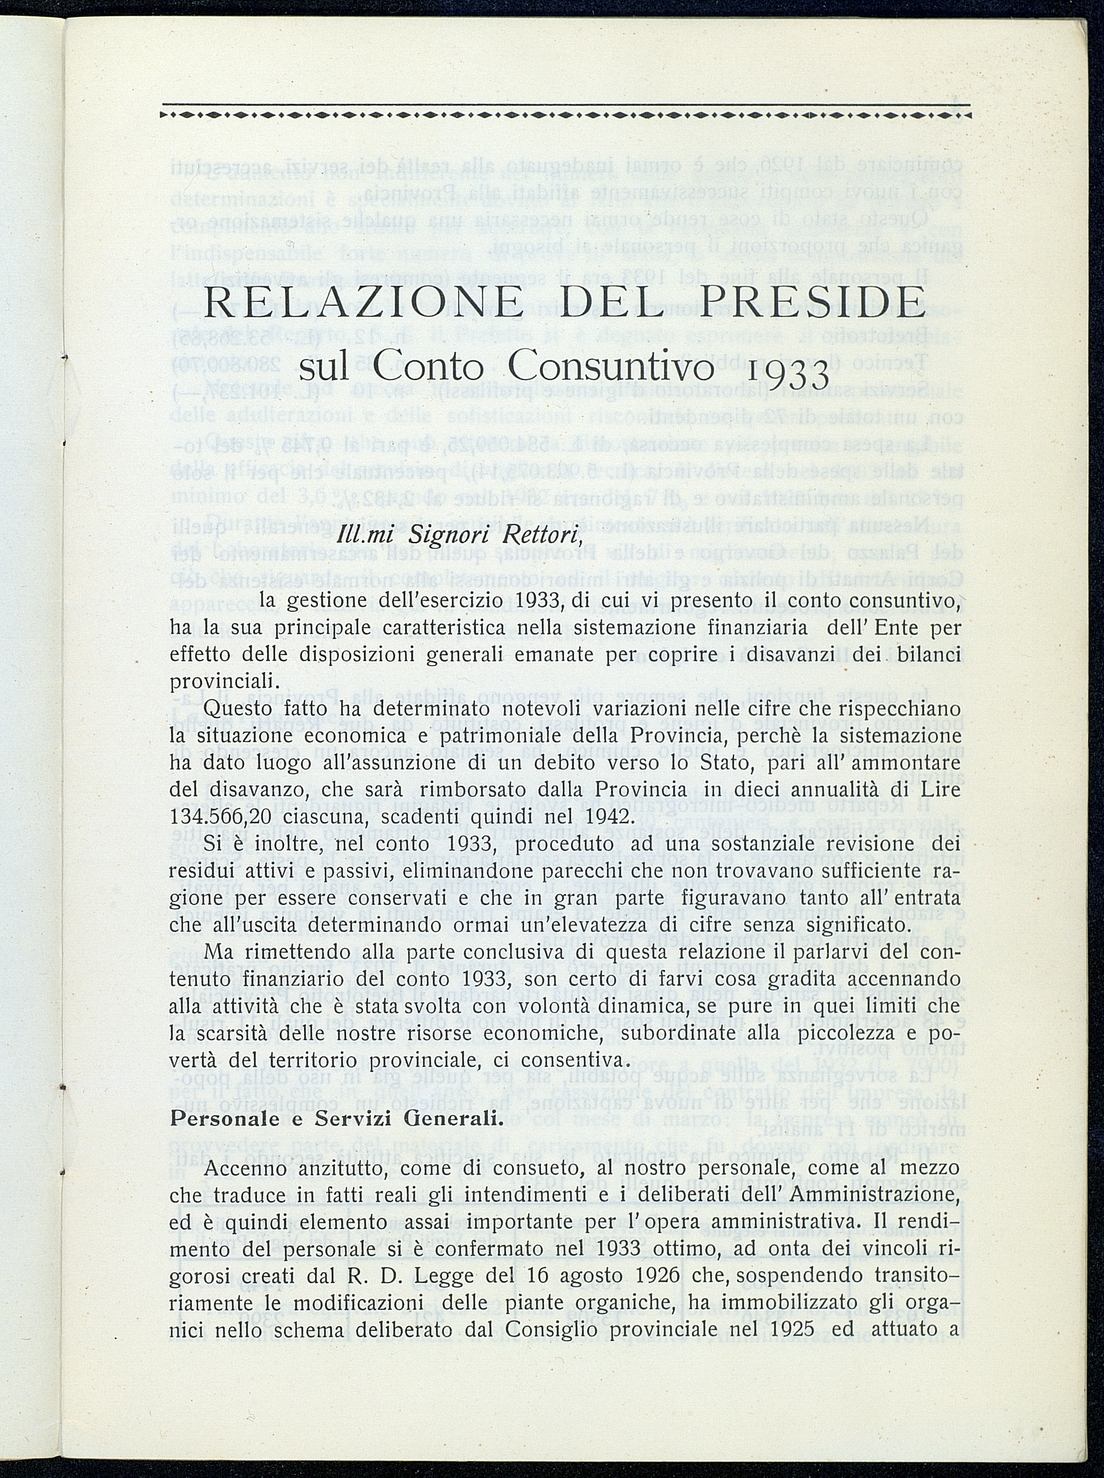 RELAZIONE DEL PRESIDE
sul Conto Consuntivo 1933
Ill.mi Signori Rettori,
la gestione dell'esercizio 1933, di cui vi presento il conto consuntivo,
ha la sua principale caratteristica nella sistemazione finanziaria dell' Ente per
effetto delle disposizioni generali emanate per coprire i disavanzi dei bilanci
provinciali.
Questo fatto ha determinato notevoli variazioni nelle cifre che rispecchiano
la situazione economica e patrimoniale della Provincia, perchè la sistemazione
ha dato luogo all'assunzione di un debito verso lo Stato, pari all' ammontare
del disavanzo, che sarà rimborsato dalla Provincia in dieci annualità di Lire
134.566,20 ciascuna, scadenti quindi nel 1942.
Si è inoltre, nel conto 1933, proceduto ad una sostanziale revisione dei
residui attivi e passivi, eliminandone parecchi che non trovavano sufficiente ra-
gione per essere conservati e che in gran parte figuravano tanto all' entrata
che all'uscita determinando ormai un'elevatezza di cifre senza significato.
Ma rimettendo alla parte conclusiva di questa relazione il parlarvi del con-
tenuto finanziario del conto 1933, son certo di farvi cosa gradita accennando
alla attività che è stata svolta con volontà dinamica, se pure in quei limiti che
la scarsità delle nostre risorse economiche, subordinate alla piccolezza e po-
vertà del territorio provinciale, ci consentiva.
Personale e Servizi Generali.
Accenno anzitutto, come di consueto, al nostro personale, come al mezzo
che traduce in fatti reali gli intendimenti e i deliberati dell' Amministrazione,
ed è quindi elemento assai importante per l'opera amministrativa. Il rendi-
mento del personale si è confermato nel 1933 ottimo, ad onta dei vincoli ri-
gorosi creati dal R. D. Legge del 16 agosto 1926 che, sospendendo transito-
riamente le modificazioni delle piante organiche, ha immobilizzato gli orga-
nici nello schema deliberato dal Consiglio provinciale nel 1925 ed attuato a